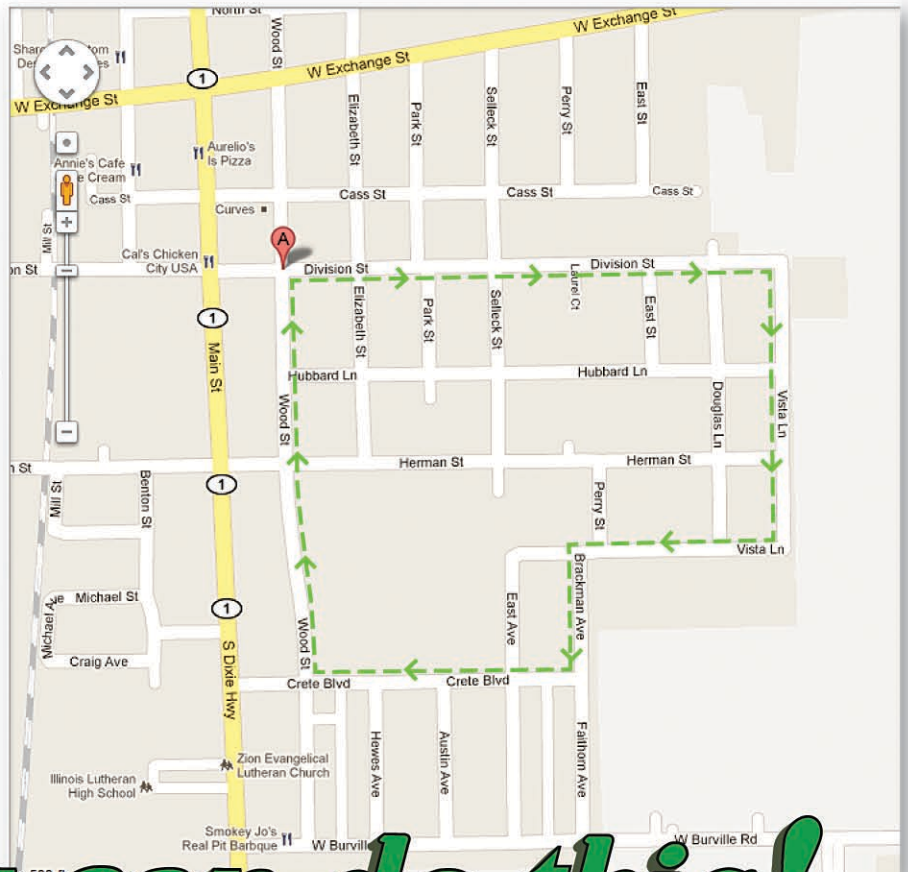 North St
W Exchange St
Wood St
W Exchange St
1
W Exchange St
Elizabeth St
Park St
Selleck St
Perry St
East St
Aurelio's
Is Pizza
Annie's Cafe
Cream
Cass St
Cass St
Cass St
Cass St
Curves
Mill St
Cal's Chicken
City USA
A
Division St
Division St
Laurel Ct
Elizabeth St
Park St
Selleck St
East St
1
Main St
Hubbard Ln
Hubbard Ln
Wood St
Douglas Ln
Vista Ln
Herman St
Herman St
1
Mill St
Benton St
Perry St
Vista Ln
Brackman Ave
East Ave
Michael St
Michael Ave
1
Craig Ave
S Dixie Hwy
Wood St
Crete Blvd
Crete Blvd
Hewes Ave
Austin Ave
Faithorn Ave
Zion Evangelical
Lutheran Church
Illinois Lutheran
High School
Smokey Jo's
Real Pit Barbque
W Burville
W Burville Rd
can do this!